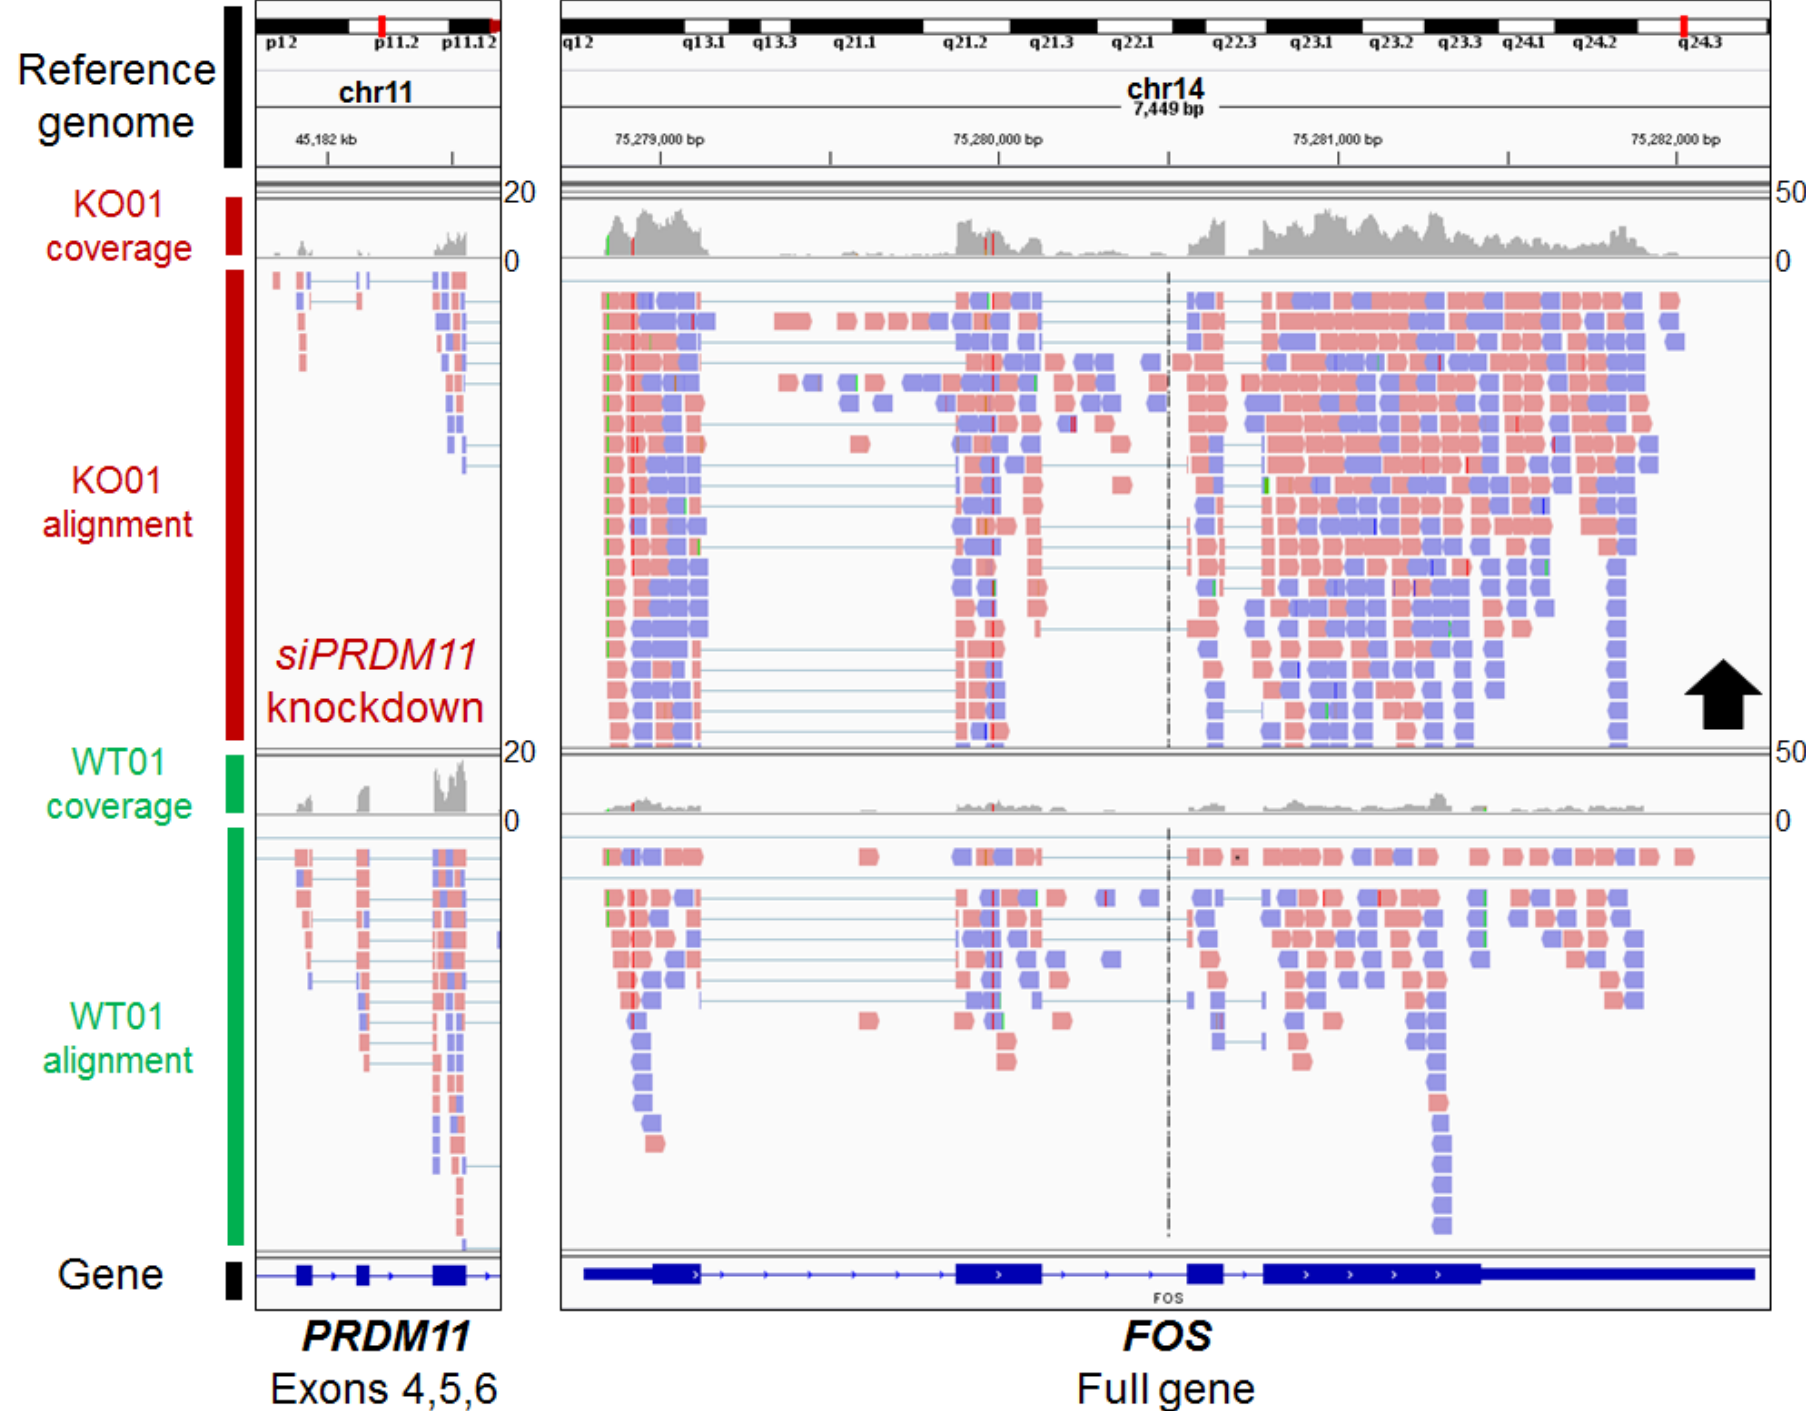 p12 p11.2 p11.12
q12 q13.1 q13.3 q21.1 q21.2 q21.3 q22.1 q22.3 q23.1 q23.2 q23.3 q24.1 q24.2 q24.3
Reference
genome
chr11
chr14
7,449 bp
45,182 kb
75,279,000 bp 75,280,000 bp 75,281,000 bp 75,282,000 bp
KO01
coverage
20
0
50
0
KO01
alignment
siPRDM11
knockdown
WT01
coverage
20
0
50
0
WT01
alignment
Gene
FOS
PRDM11
Exons 4,5,6
FOS
Full gene